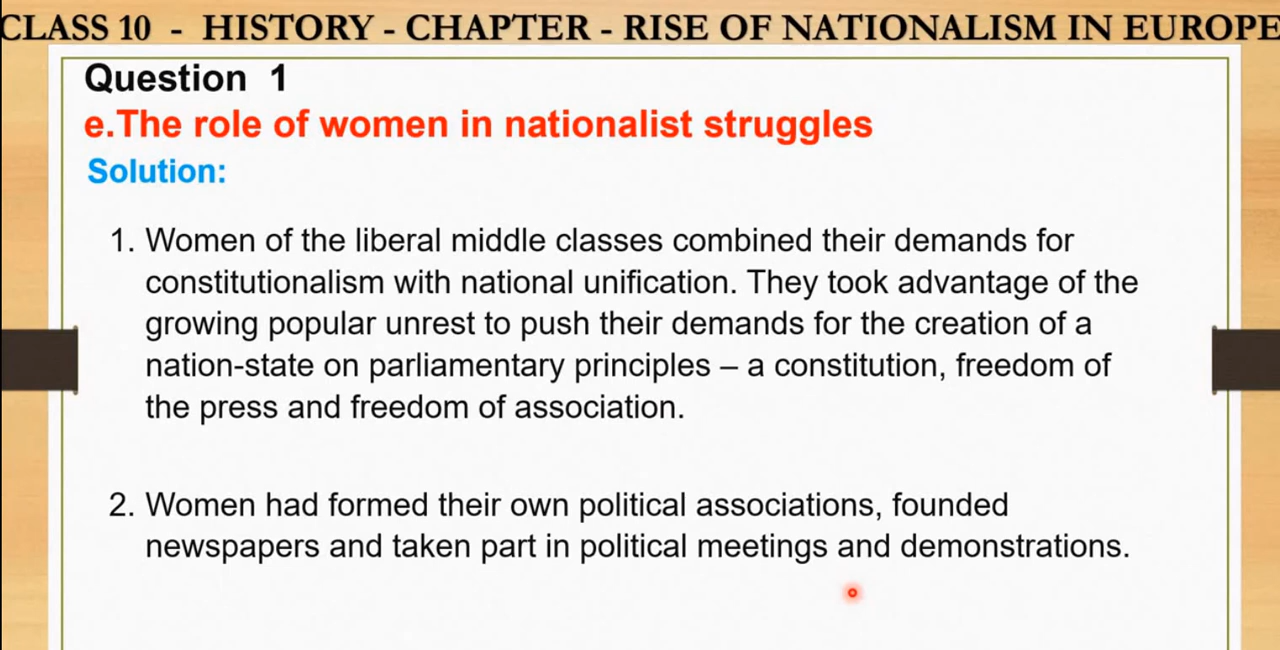 CLASS 10 - HISTORY - CHAPTER - RISE OF NATIONALISM IN EUROPE
Question 1
e.The role of women in nationalist struggles
Solution:
1. Women of the liberal middle classes combined their demands for
constitutionalism with national unification. They took advantage of the
growing popular unrest to push their demands for the creation of a
nation-state on parliamentary principles – a constitution, freedom of
the press and freedom of association.
2. Women had formed their own political associations, founded
newspapers and taken part in political meetings and demonstrations.